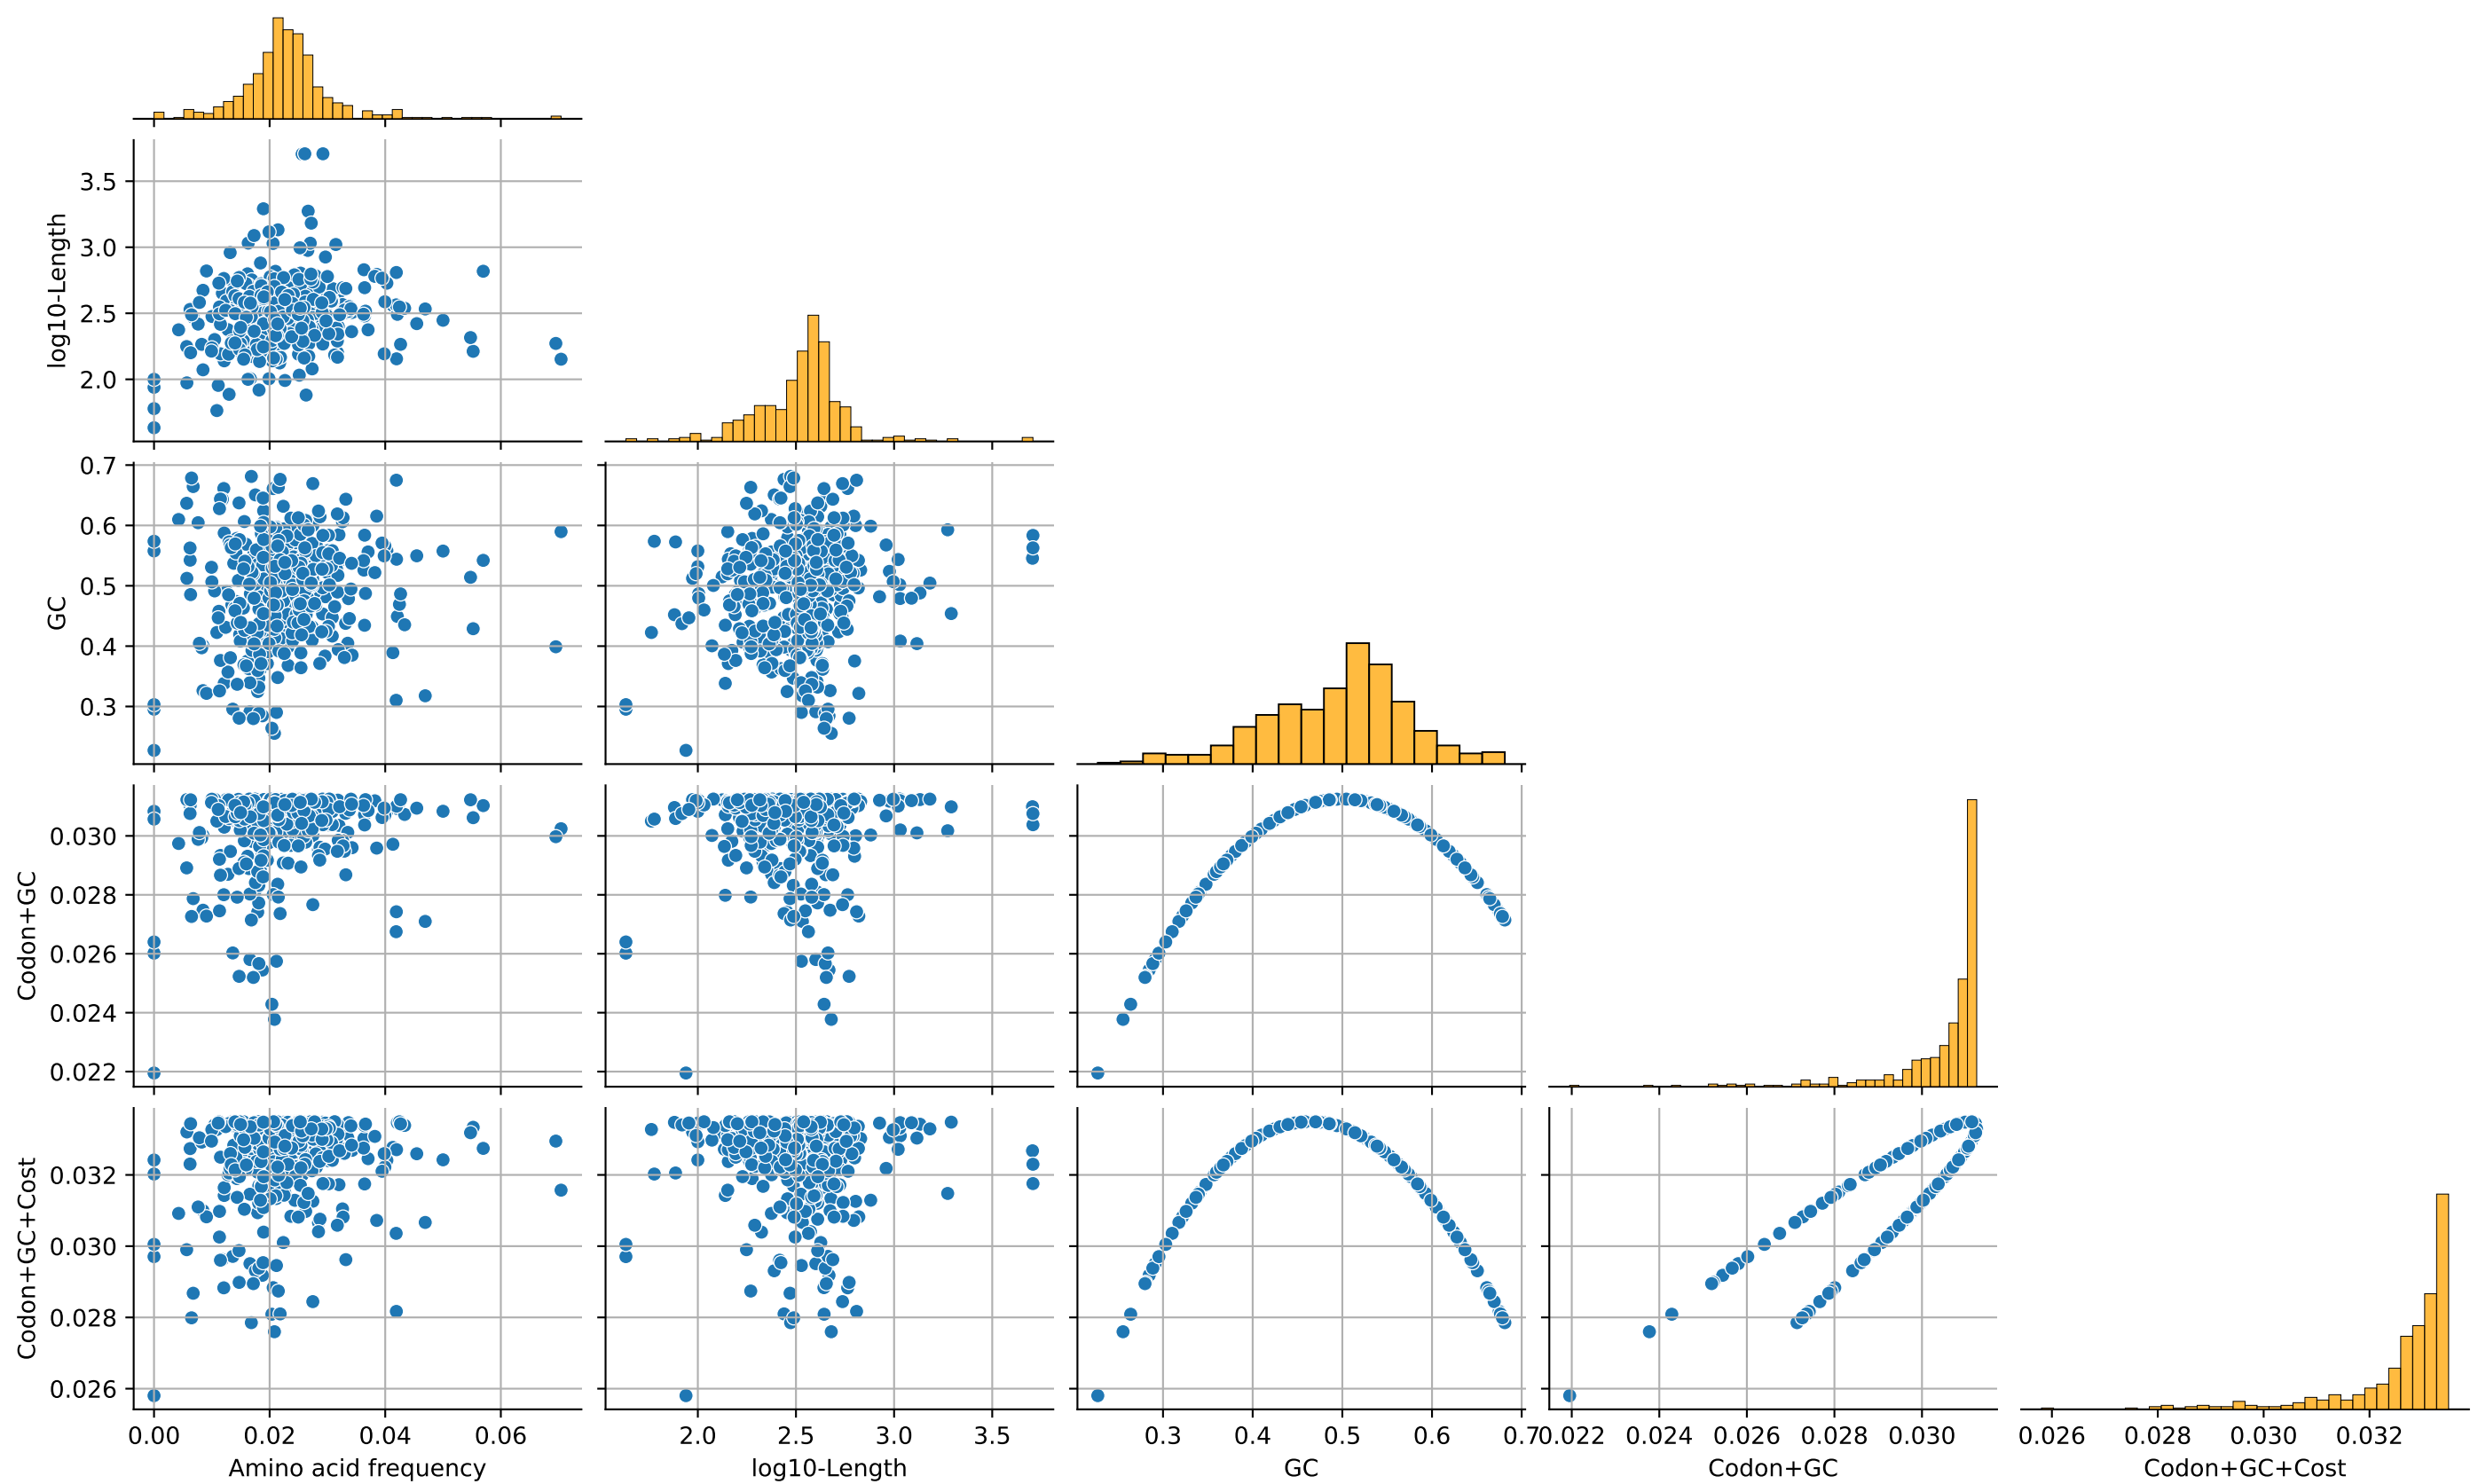 3.5
3.0
2.5
2.0
log10-Length
0.7
0.6
0.5
0.4
0.3
GC
0.030
0.028
0.026
0.024
0.022
Codon+GC
0.032
0.030
0.028
0.026
Codon+GC+Cost
0.00 0.02 0.04 0.06
Amino acid frequency
2.0 2.5 3.0 3.5
log10-Length
0.3 0.4 0.5 0.6 0.7
GC
0.022 0.024 0.026 0.028 0.030
Codon+GC
0.026 0.028 0.030 0.032
Codon+GC+Cost